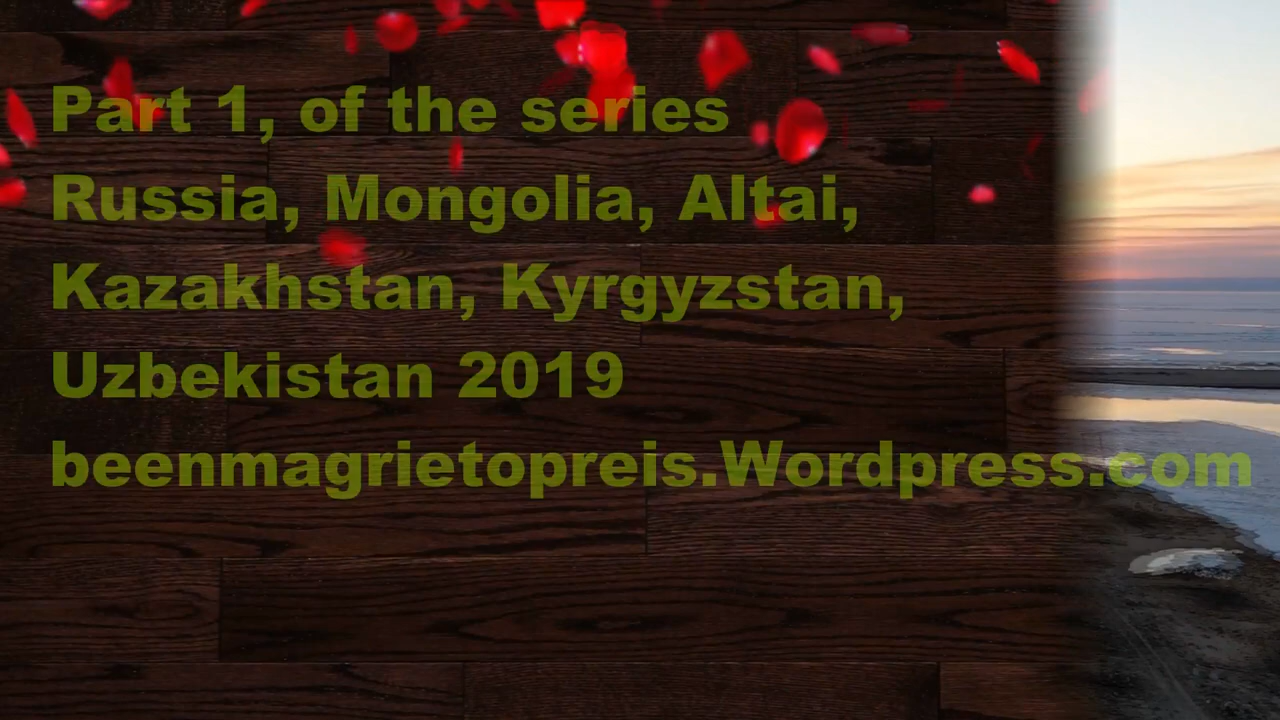 Part 1, of the series
Russia, Mongolia, Altai,
Kazakhstan, Kyrgyzstan,
Uzbekistan 2019
beenmagrietopreis.Wordpress.com